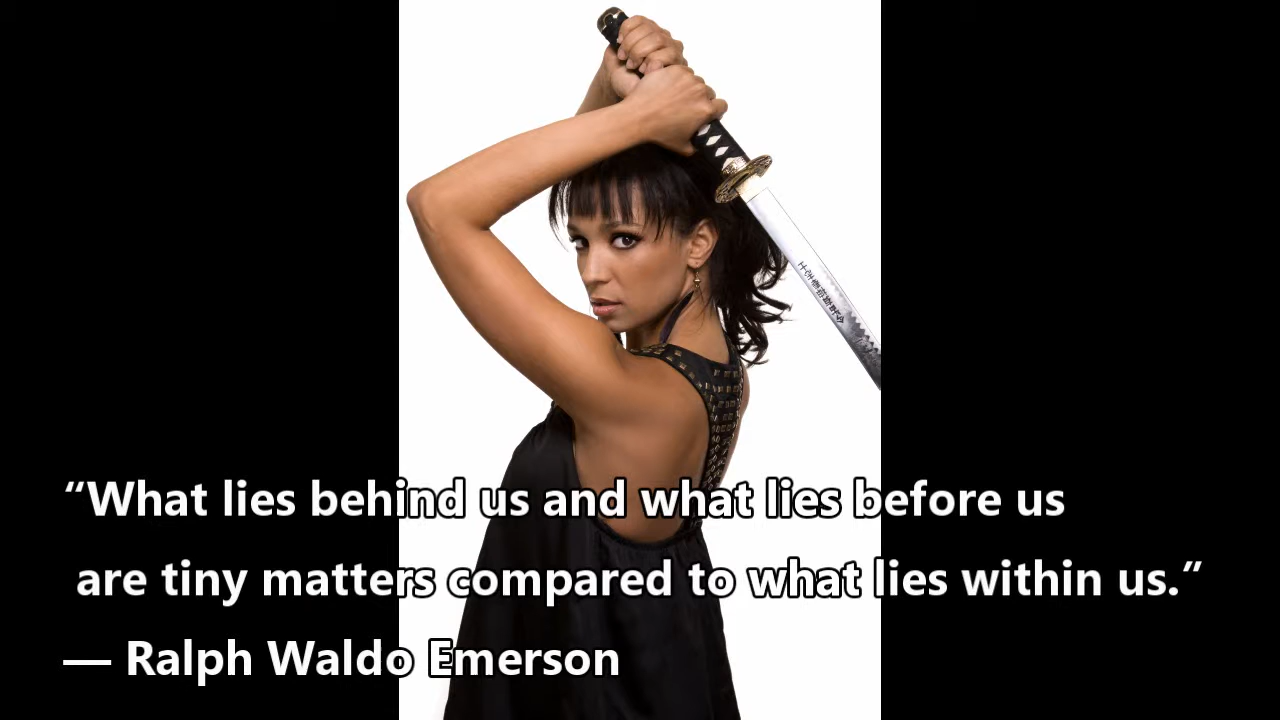 “What lies behind us and what lies before us
are tiny matters compared to what lies within us.”
— Ralph Waldo Emerson